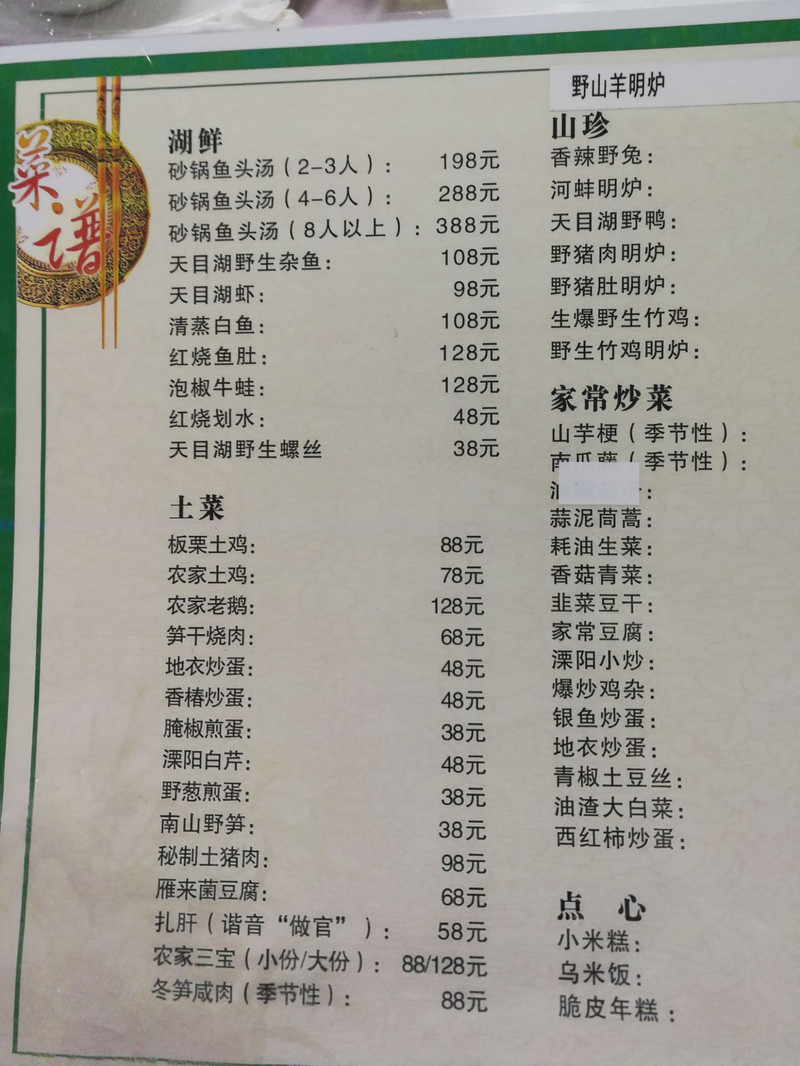 菜谱
湖鲜
砂锅鱼头汤（2-3人）: 198元
砂锅鱼头汤（4-6人）: 288元
砂锅鱼头汤（8人以上）: 388元
天目湖野生杂鱼: 108元
天目湖虾: 98元
清蒸白鱼: 108元
红烧鱼肚: 128元
泡椒牛蛙: 128元
红烧划水: 48元
天目湖野生螺丝 38元
土菜
板栗土鸡: 88元
农家土鸡: 78元
农家老鹅: 128元
笋干烧肉: 68元
地衣炒蛋: 48元
香椿炒蛋: 48元
腌椒煎蛋: 38元
溧阳白芹: 48元
野葱煎蛋: 38元
南山野笋: 38元
秘制土猪肉: 98元
雁来菌豆腐: 68元
扎肝（谐音“做官”）: 58元
农家三宝（小份/大份）: 88/128元
冬笋咸肉（季节性）: 88元
野山羊明炉
山珍
香辣野兔:
河蚌明炉:
天目湖野鸭:
野猪肉明炉:
野猪肚明炉:
生爆野生竹鸡:
野生竹鸡明炉:
家常炒菜
山芋梗（季节性）:
南瓜藤（季节性）:
蒜泥茼蒿:
耗油生菜:
香菇青菜:
韭菜豆干:
家常豆腐:
溧阳小炒:
爆炒鸡杂:
银鱼炒蛋:
地衣炒蛋:
青椒土豆丝:
油渣大白菜:
西红柿炒蛋:
点心
小米糕:
乌米饭:
脆皮年糕: